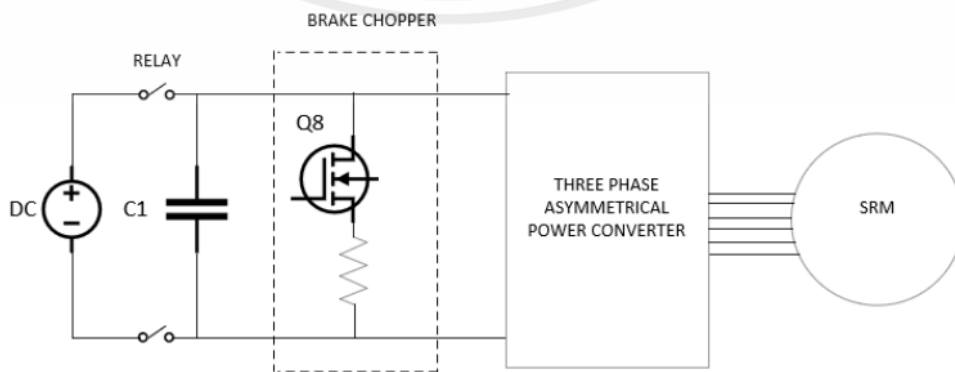 BRAKE CHOPPER
RELAY
Q8
DC
+
−
C1
THREE PHASE
ASYMMETRICAL
POWER CONVERTER
SRM